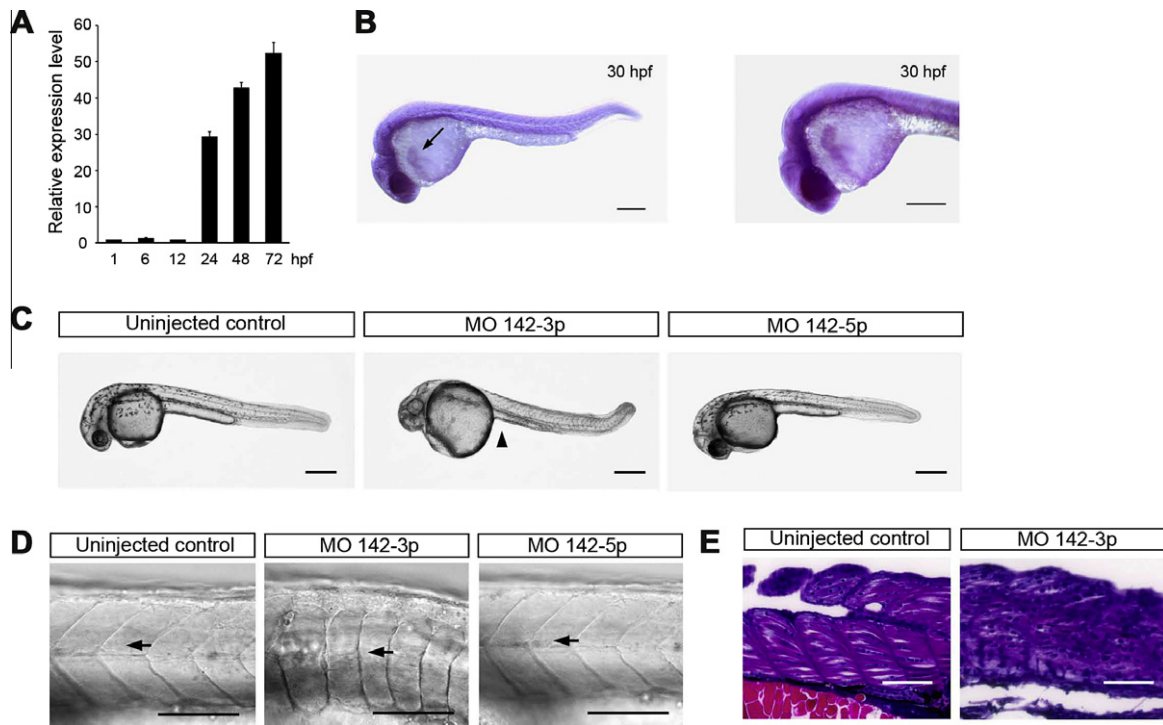 A
Relative expression level
60
50
40
30
20
10
0
1 6 12 24 48 72 hpf
B
30 hpf
30 hpf
C
Uninjected control
MO 142-3p
MO 142-5p
D
Uninjected control
MO 142-3p
MO 142-5p
E
Uninjected control
MO 142-3p